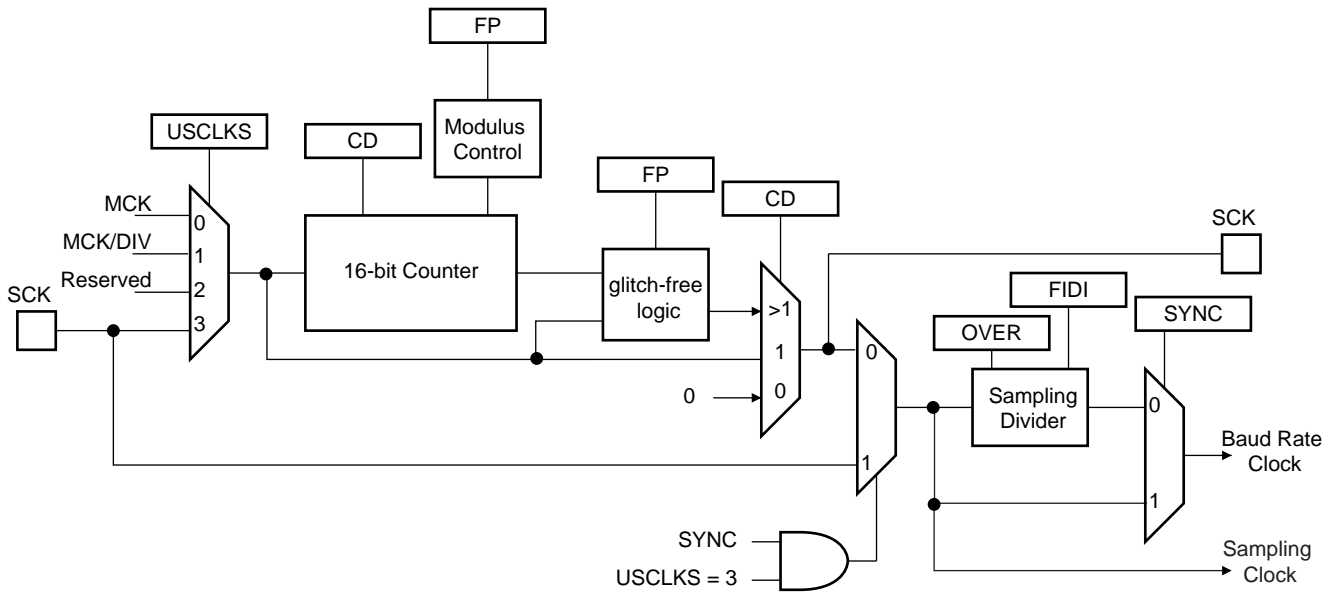 FP
USCLKS
CD
Modulus
Control
FP
CD
MCK
0
MCK/DIV
1
Reserved
2
SCK
3
16-bit Counter
glitch-free
logic
>1
1
0
0
SCK
FIDI
OVER
SYNC
0
Sampling
Divider
0
1
1
Baud Rate
Clock
SYNC
USCLKS = 3
Sampling
Clock